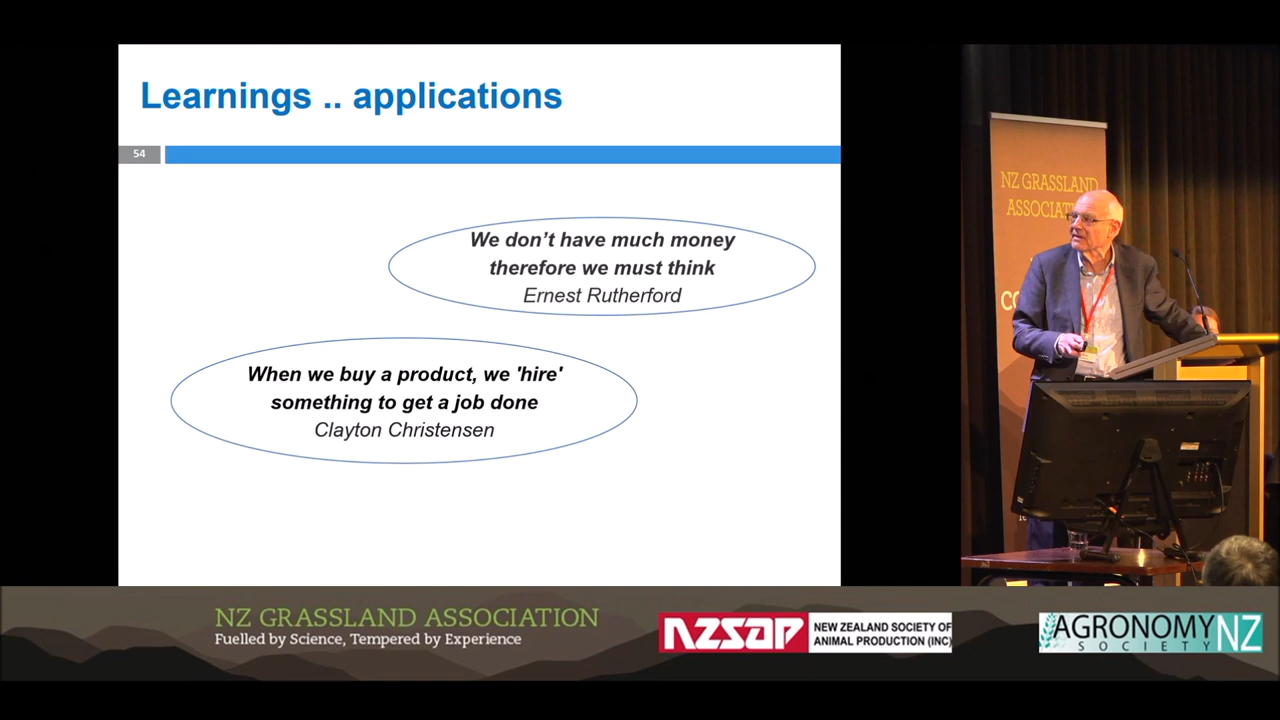 Learnings .. applications
54
We don't have much money
therefore we must think
Ernest Rutherford
When we buy a product, we 'hire'
something to get a job done
Clayton Christensen
NZ GRASSLAND
NZ GRASSLAND ASSOCIATION
Fuelled by Science, Tempered by Experience
NZSAP
NEW ZEALAND SOCIETY OF
ANIMAL PRODUCTION (INC)
AGRONOMY NZ
SOCIETY